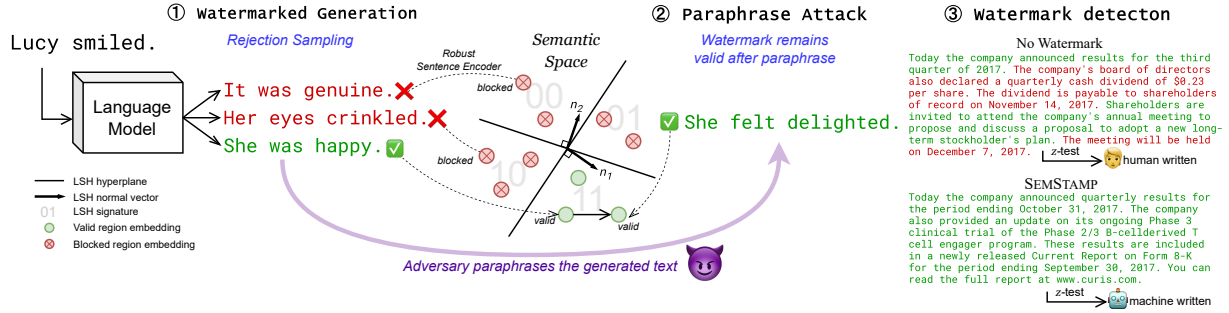 ① Watermarked Generation
Lucy smiled.
Rejection Sampling
Language
Model
It was genuine.
Her eyes crinkled.
She was happy.
Robust
Sentence Encoder
Semantic
Space
blocked
blocked
00
01
10
11
n2
n1
valid
valid
LSH hyperplane
LSH normal vector
01 LSH signature
Valid region embedding
Blocked region embedding
② Paraphrase Attack
Watermark remains
valid after paraphrase
She felt delighted.
Adversary paraphrases the generated text
③ Watermark detecton
No Watermark
Today the company announced results for the third
quarter of 2017. The company's board of directors
also declared a quarterly cash dividend of $0.23
per share. The dividend is payable to shareholders
of record on November 14, 2017. Shareholders are
invited to attend the company's annual meeting to
propose and discuss a proposal to adopt a new long-
term stockholder's plan. The meeting will be held
on December 7, 2017.
z-test
human written
SEMSTAMP
Today the company announced quarterly results for
the period ending October 31, 2017. The company
also provided an update on its ongoing Phase 3
clinical trial of the Phase 2/3 B-cellderived T
cell engager program. These results are included
in a newly released Current Report on Form 8-K
for the period ending September 30, 2017. You can
read the full report at www.curis.com.
z-test
machine written